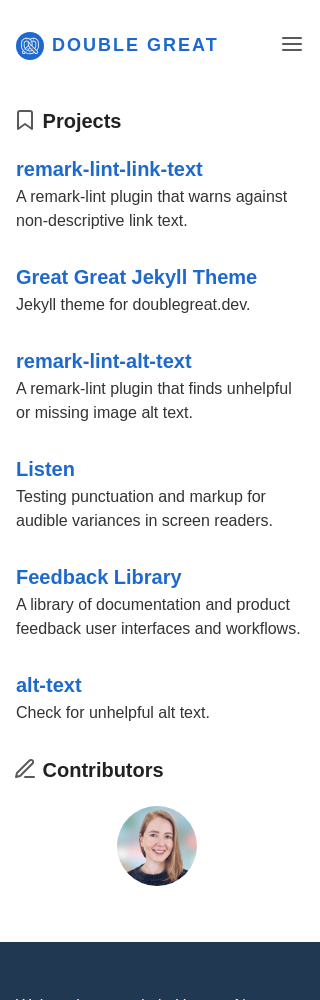 DOUBLE GREAT
Projects
remark-lint-link-text
A remark-lint plugin that warns against
non-descriptive link text.
Great Great Jekyll Theme
Jekyll theme for doublegreat.dev.
remark-lint-alt-text
A remark-lint plugin that finds unhelpful
or missing image alt text.
Listen
Testing punctuation and markup for
audible variances in screen readers.
Feedback Library
A library of documentation and product
feedback user interfaces and workflows.
alt-text
Check for unhelpful alt text.
Contributors